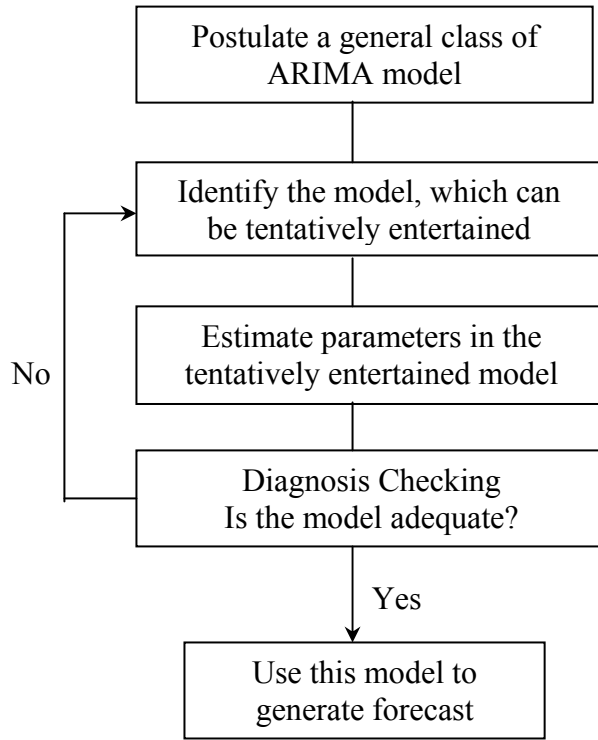 Postulate a general class of
ARIMA model
Identify the model, which can
be tentatively entertained
Estimate parameters in the
tentatively entertained model
No
Diagnosis Checking
Is the model adequate?
Yes
Use this model to
generate forecast